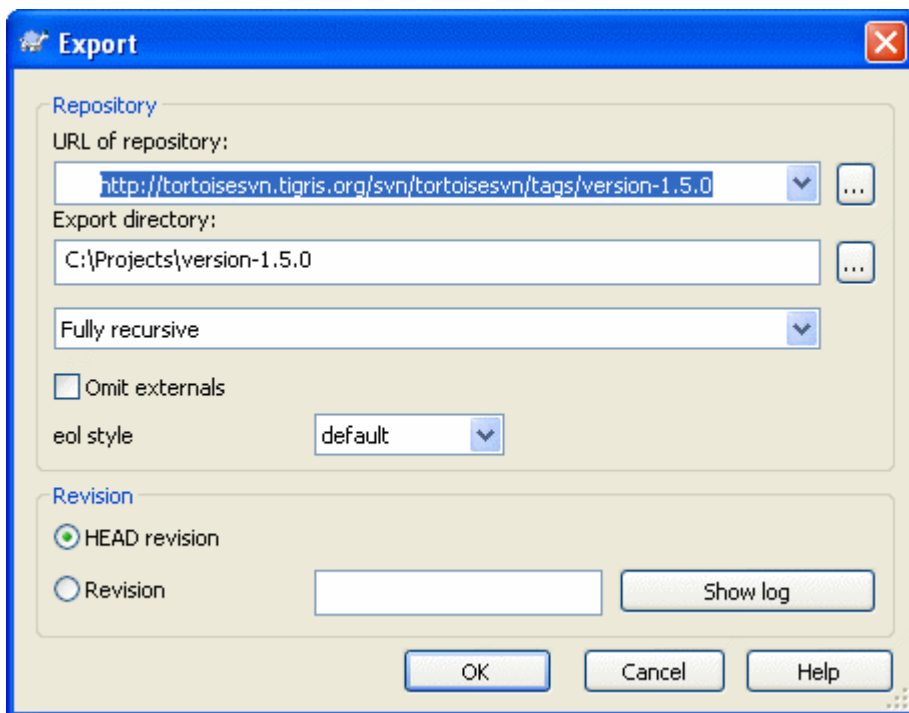 Export
Repository
URL of repository:
http://tortoisesvn.tigris.org/svn/tortoisesvn/tags/version-1.5.0
...
Export directory:
C:\Projects\version-1.5.0
...
Fully recursive
Omit externals
eol style default
Revision
HEAD revision
Revision Show log
OK Cancel Help